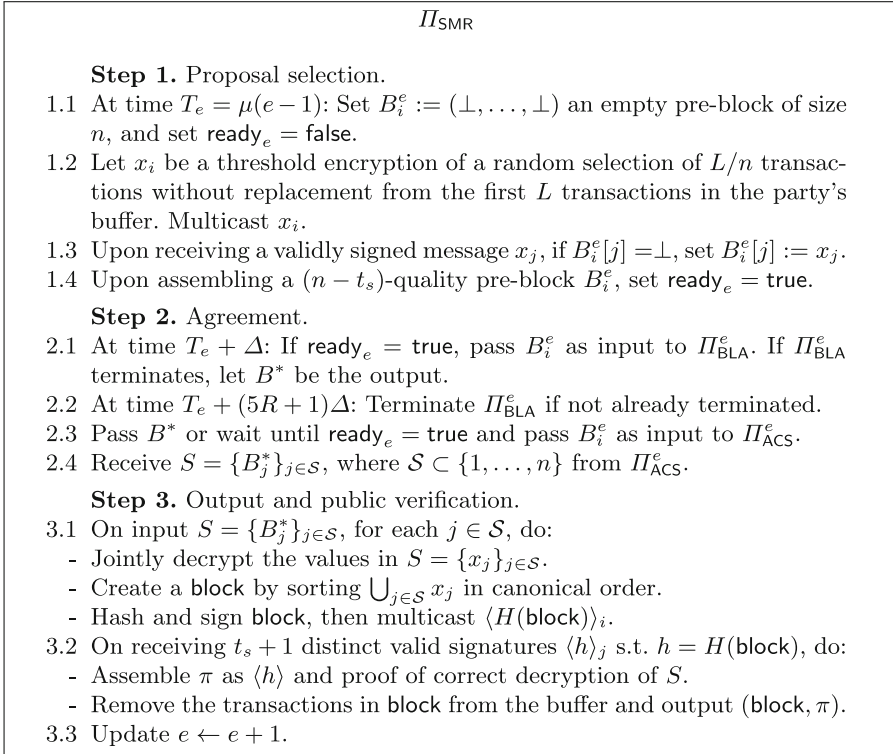 Π_SMR
Step 1. Proposal selection.
1.1 At time T_e = μ(e − 1): Set B_i^e := (⊥, . . . , ⊥) an empty pre-block of size
n, and set ready_e = false.
1.2 Let x_i be a threshold encryption of a random selection of L/n transac-
tions without replacement from the first L transactions in the party's
buffer. Multicast x_i.
1.3 Upon receiving a validly signed message x_j, if B_i^e[j] =⊥, set B_i^e[j] := x_j.
1.4 Upon assembling a (n − t_s)-quality pre-block B_i^e, set ready_e = true.
Step 2. Agreement.
2.1 At time T_e + Δ: If ready_e = true, pass B_i^e as input to Π_BLA^e. If Π_BLA^e
terminates, let B* be the output.
2.2 At time T_e + (5R + 1)Δ: Terminate Π_BLA^e if not already terminated.
2.3 Pass B* or wait until ready_e = true and pass B_i^e as input to Π_ACS^e.
2.4 Receive S = {B_j^*}_{j∈𝒮}, where 𝒮 ⊂ {1, . . . , n} from Π_ACS^e.
Step 3. Output and public verification.
3.1 On input S = {B_j^*}_{j∈𝒮}, for each j ∈ 𝒮, do:
- Jointly decrypt the values in S = {x_j}_{j∈𝒮}.
- Create a block by sorting ⋃_{j∈𝒮} x_j in canonical order.
- Hash and sign block, then multicast ⟨H(block)⟩_i.
3.2 On receiving t_s + 1 distinct valid signatures ⟨h⟩_j s.t. h = H(block), do:
- Assemble π as ⟨h⟩ and proof of correct decryption of S.
- Remove the transactions in block from the buffer and output (block, π).
3.3 Update e ← e + 1.